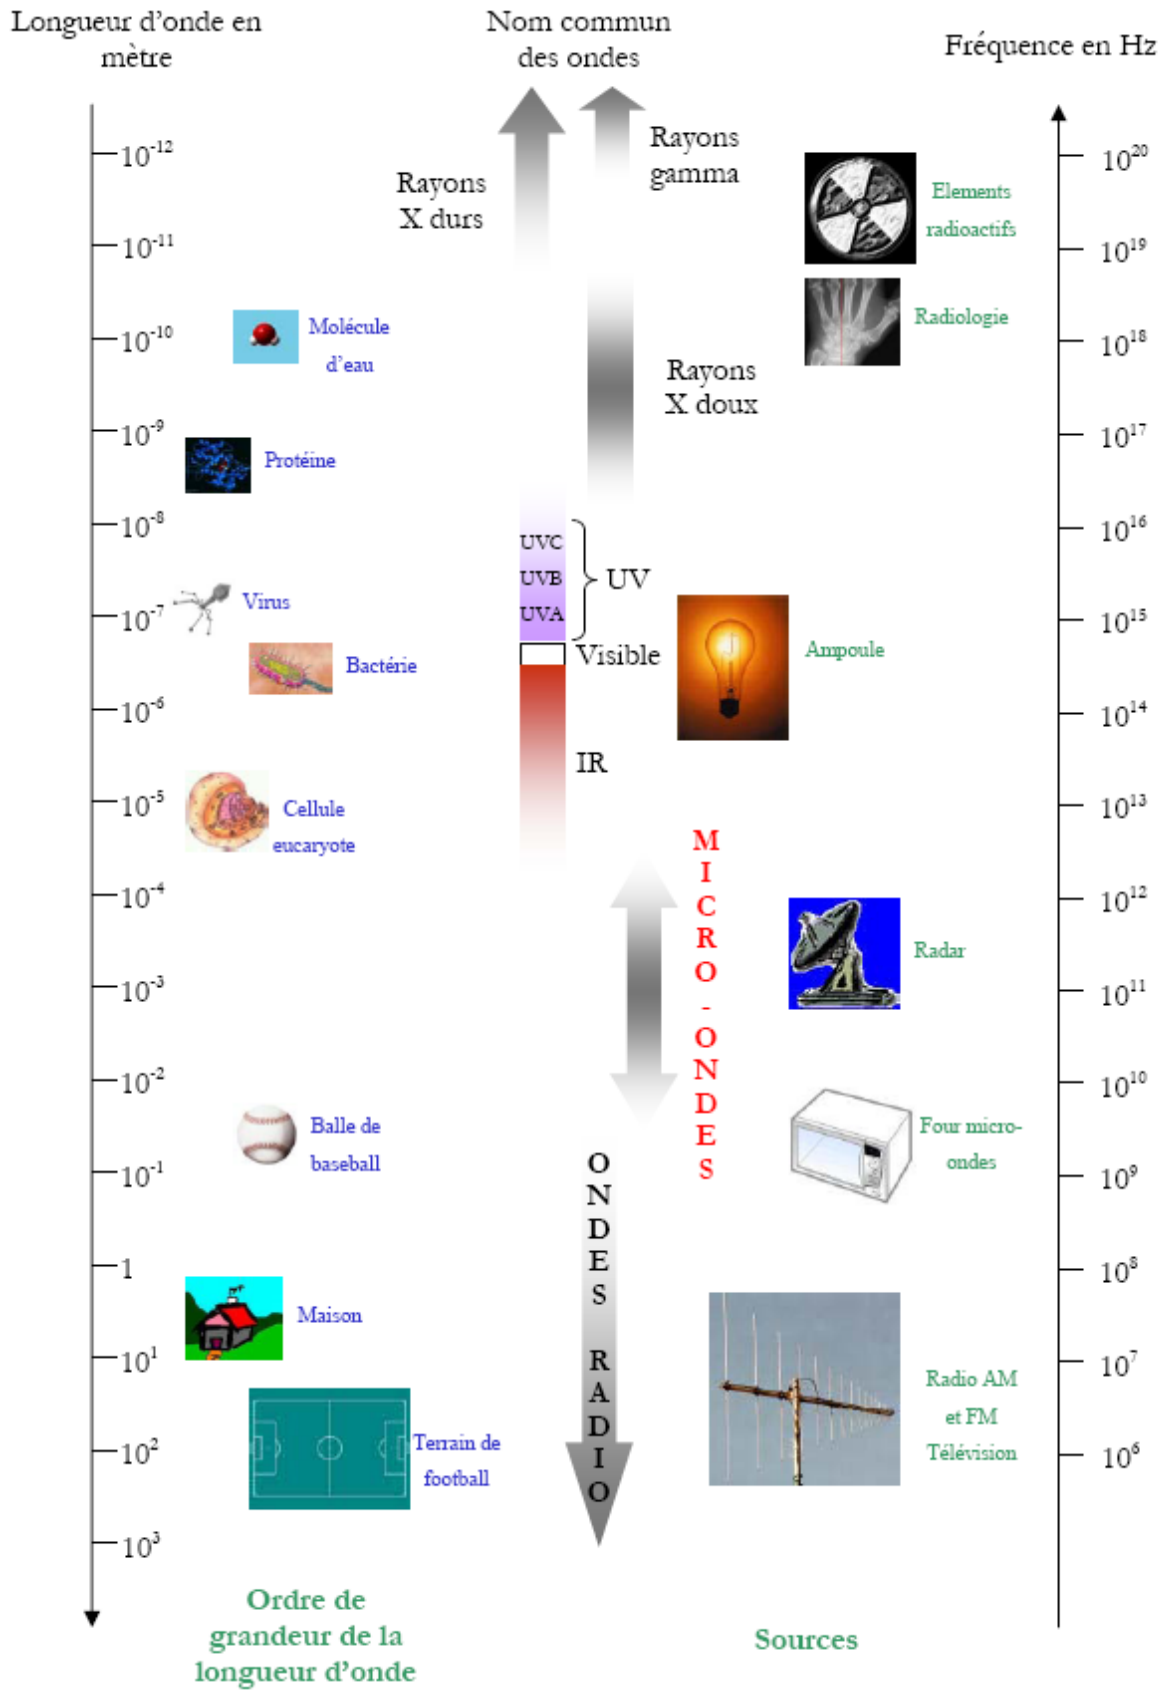 Longueur d'onde en
mètre
Nom commun
des ondes
Fréquence en Hz
10⁻¹²
10⁻¹¹
10⁻¹⁰
10⁻⁹
10⁻⁸
10⁻⁷
10⁻⁶
10⁻⁵
10⁻⁴
10⁻³
10⁻²
10⁻¹
1
10¹
10²
10³
Molécule
d'eau
Protéine
Virus
Bactérie
Cellule
eucaryote
Balle de
baseball
Maison
Terrain de
football
Ordre de
grandeur de la
longueur d'onde
Rayons
X durs
Rayons
gamma
Rayons
X doux
UVC
UVB
UVA
UV
Visible
IR
MICRO-ONDES
ONDES RADIO
Elements
radioactifs
Radiologie
Ampoule
Radar
Four micro-
ondes
Radio AM
et FM
Télévision
Sources
10²⁰
10¹⁹
10¹⁸
10¹⁷
10¹⁶
10¹⁵
10¹⁴
10¹³
10¹²
10¹¹
10¹⁰
10⁹
10⁸
10⁷
10⁶